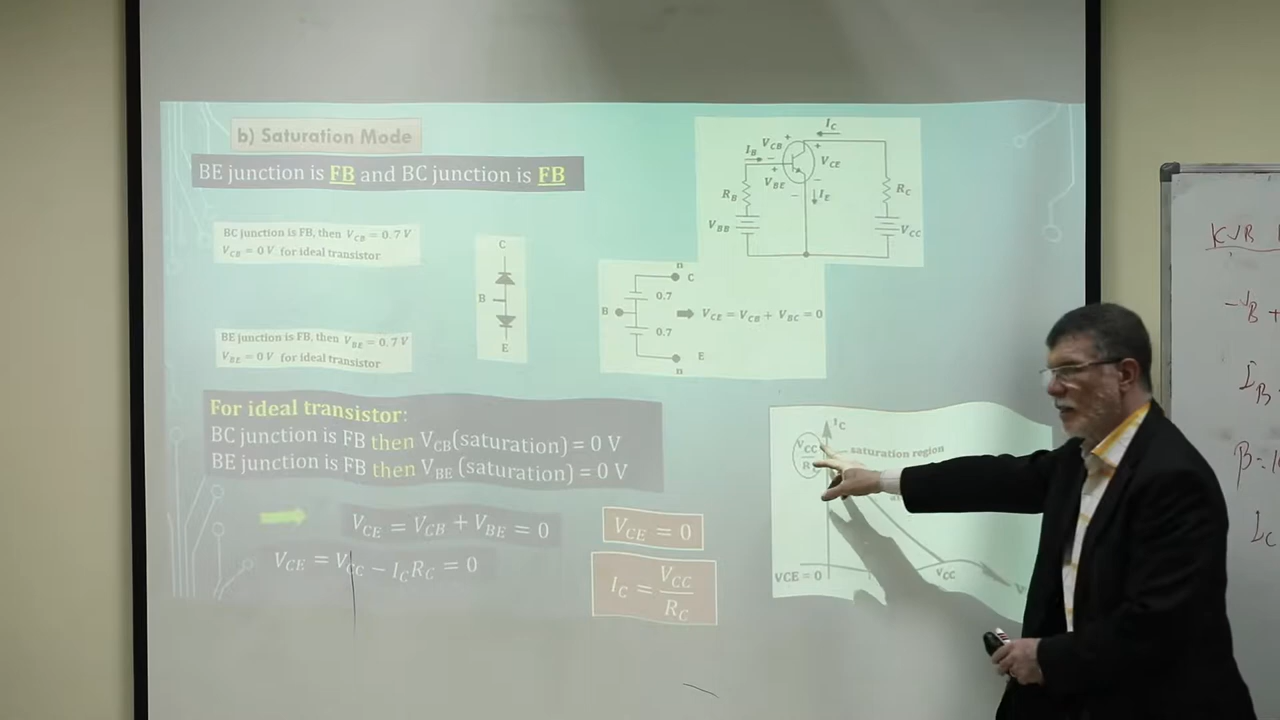 b) Saturation Mode
BE junction is FB and BC junction is FB
BC junction is FB, then V_CB = 0.7 V
V_CB = 0 V for ideal transistor
BE junction is FB, then V_BE = 0.7 V
V_BE = 0 V for ideal transistor
C
B
E
I_C
V_CB
+
I_B
−
+
V_CE
+
V_BE
−
−
I_E
R_B
R_C
V_BB
V_CC
n
C
0.7
B
V_CE = V_CB + V_BC = 0
0.7
E
n
For ideal transistor:
BC junction is FB then V_CB (saturation) = 0 V
BE junction is FB then V_BE (saturation) = 0 V
V_CE = V_CB + V_BE = 0
V_CE = 0
V_CE = V_CC − I_C R_C = 0
I_C = V_CC / R_C
I_C
V_CC
R
saturation region
VCE = 0
V_CC
KVR
−V_B +
I_B
β =
I_C